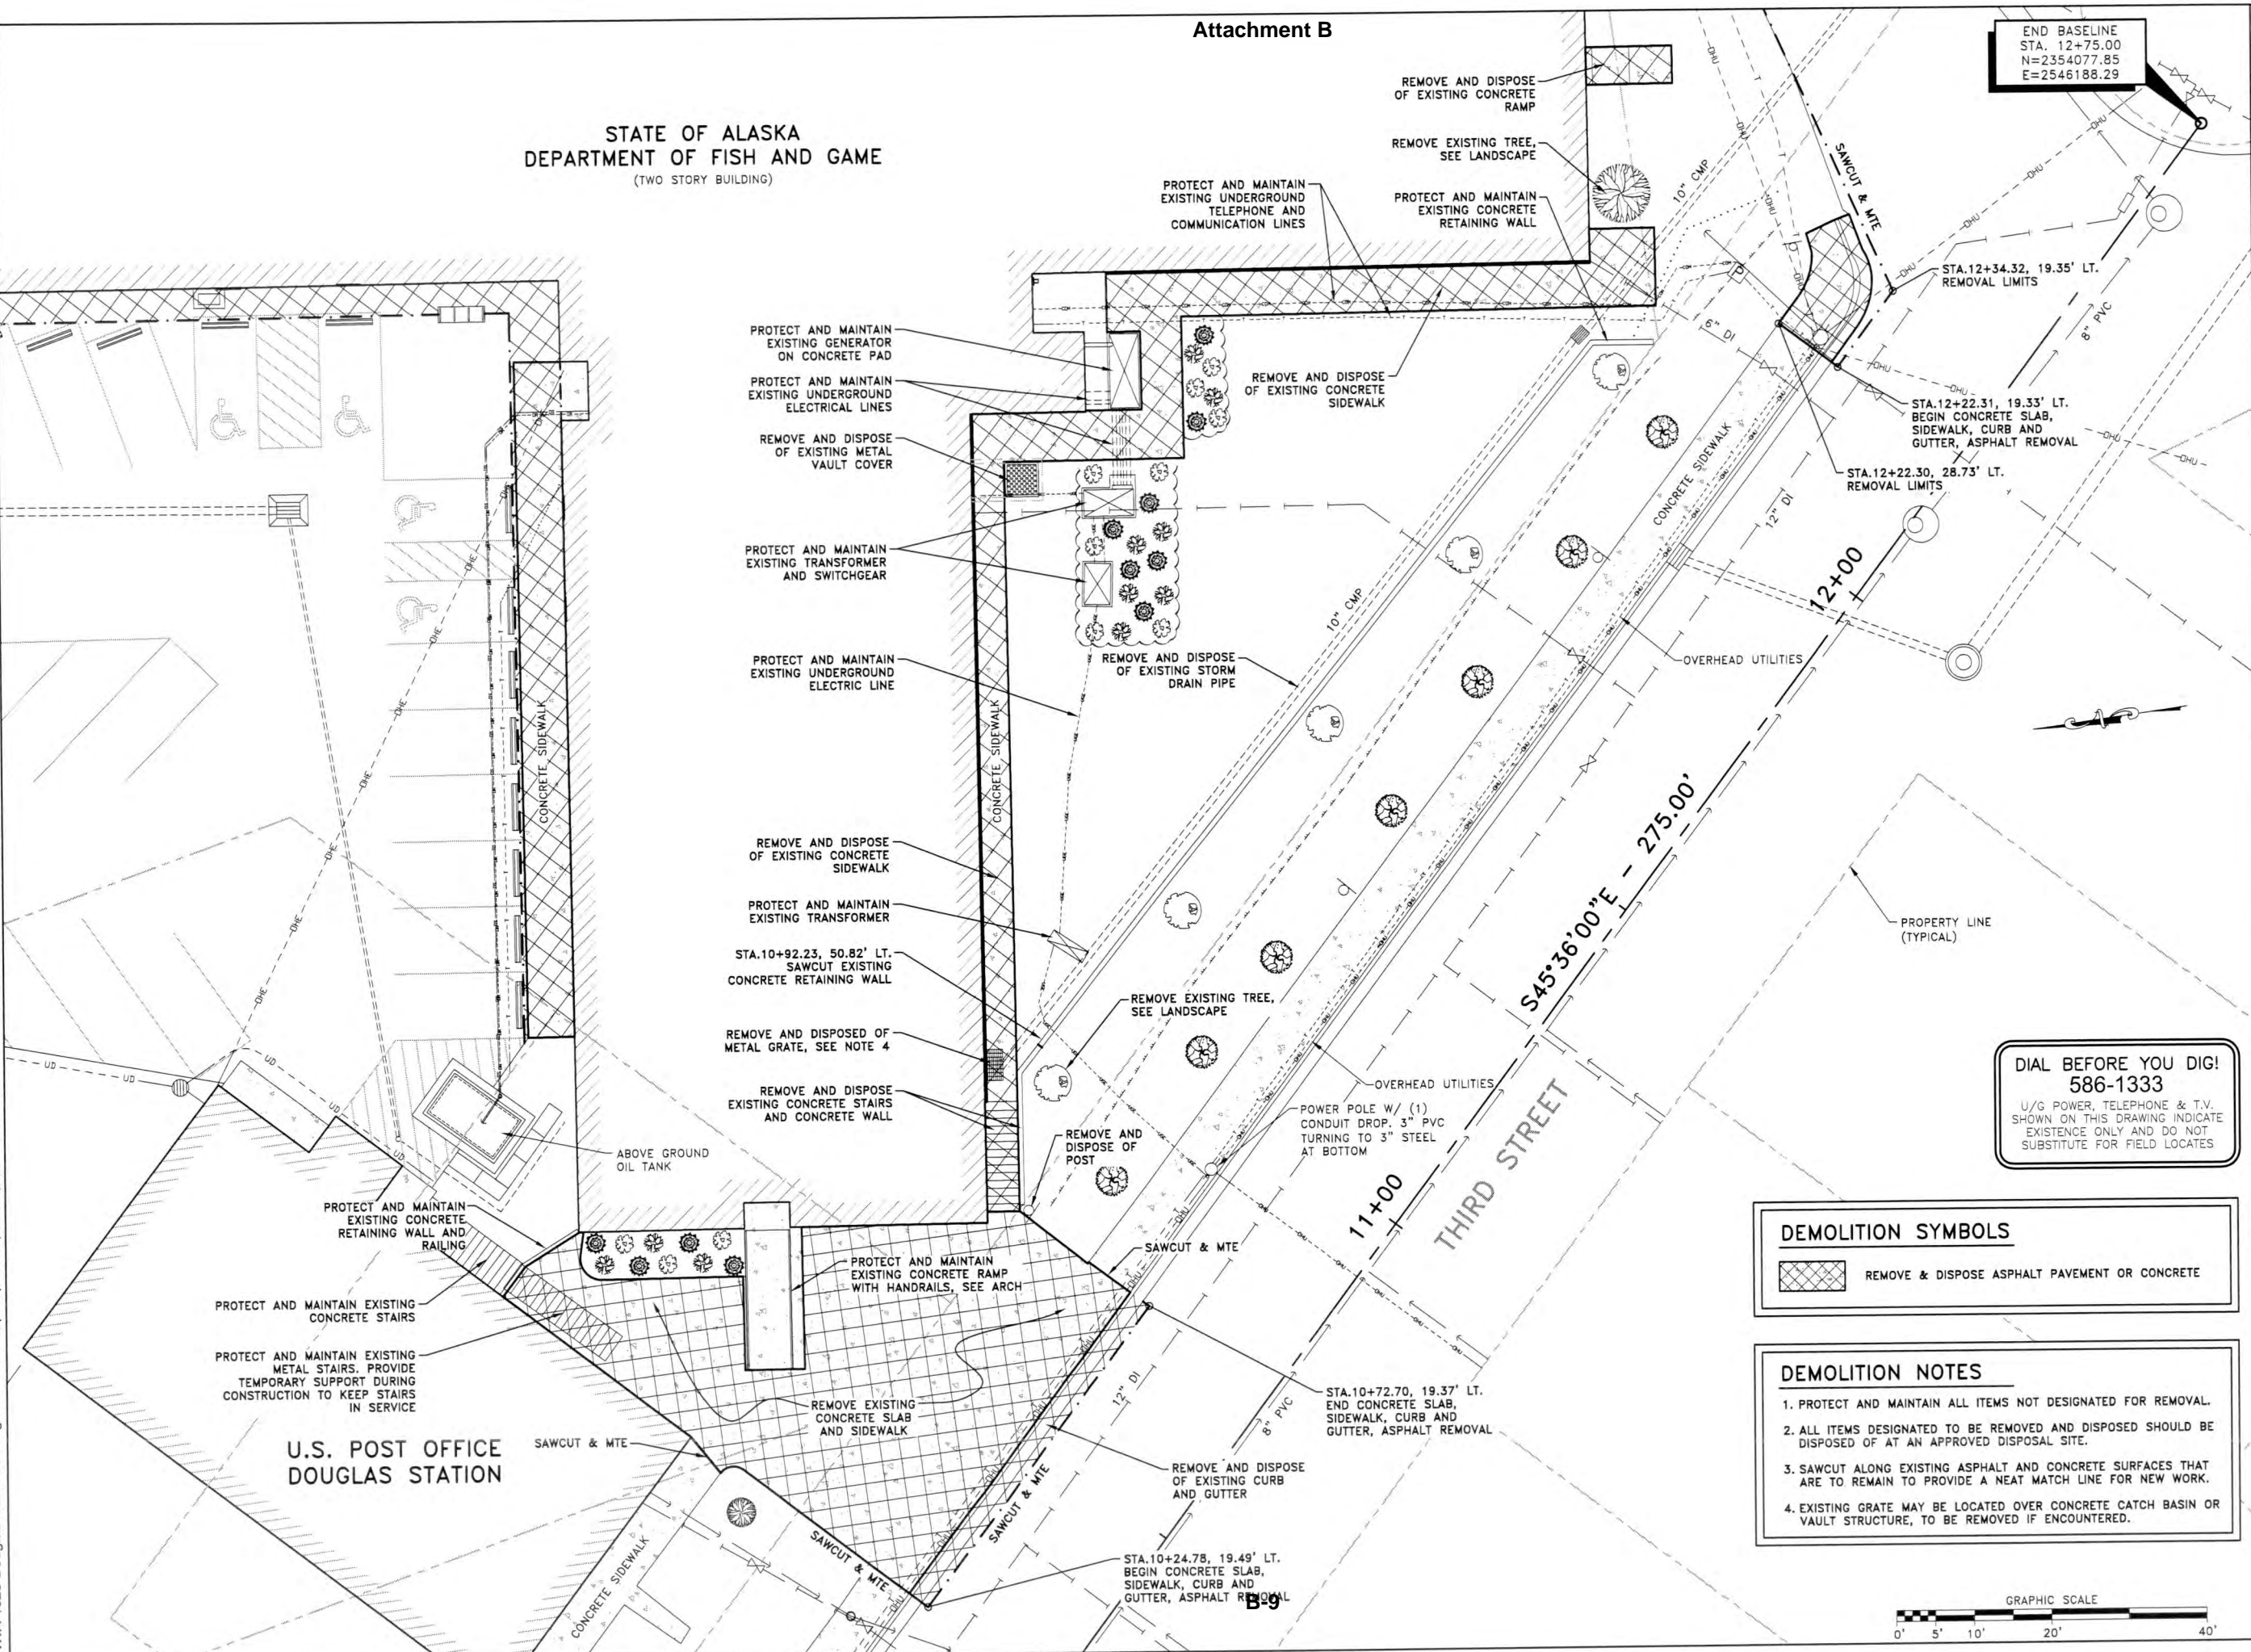 Attachment B
END BASELINE
STA. 12+75.00
N=2354077.85
E=2546188.29
STATE OF ALASKA
DEPARTMENT OF FISH AND GAME
(TWO STORY BUILDING)
REMOVE AND DISPOSE
OF EXISTING CONCRETE
RAMP
REMOVE EXISTING TREE,
SEE LANDSCAPE
PROTECT AND MAINTAIN
EXISTING UNDERGROUND
TELEPHONE AND
COMMUNICATION LINES
PROTECT AND MAINTAIN
EXISTING CONCRETE
RETAINING WALL
10" CMP
SAWCUT & MTE
STA.12+34.32, 19.35' LT.
REMOVAL LIMITS
8" PVC
6" DI
PROTECT AND MAINTAIN
EXISTING GENERATOR
ON CONCRETE PAD
PROTECT AND MAINTAIN
EXISTING UNDERGROUND
ELECTRICAL LINES
REMOVE AND DISPOSE
OF EXISTING CONCRETE
SIDEWALK
STA.12+22.31, 19.33' LT.
BEGIN CONCRETE SLAB,
SIDEWALK, CURB AND
GUTTER, ASPHALT REMOVAL
REMOVE AND DISPOSE
OF EXISTING METAL
VAULT COVER
STA.12+22.30, 28.73' LT.
REMOVAL LIMITS
CONCRETE SIDEWALK
12" DI
PROTECT AND MAINTAIN
EXISTING TRANSFORMER
AND SWITCHGEAR
12+00
10" CMP
PROTECT AND MAINTAIN
EXISTING UNDERGROUND
ELECTRIC LINE
REMOVE AND DISPOSE
OF EXISTING STORM
DRAIN PIPE
OVERHEAD UTILITIES
CONCRETE SIDEWALK
CONCRETE SIDEWALK
S45°36'00"E - 275.00'
REMOVE AND DISPOSE
OF EXISTING CONCRETE
SIDEWALK
PROTECT AND MAINTAIN
EXISTING TRANSFORMER
PROPERTY LINE
(TYPICAL)
STA.10+92.23, 50.82' LT.
SAWCUT EXISTING
CONCRETE RETAINING WALL
REMOVE EXISTING TREE,
SEE LANDSCAPE
REMOVE AND DISPOSED OF
METAL GRATE, SEE NOTE 4
DIAL BEFORE YOU DIG!
586-1333
U/G POWER, TELEPHONE & T.V.
SHOWN ON THIS DRAWING INDICATE
EXISTENCE ONLY AND DO NOT
SUBSTITUTE FOR FIELD LOCATES
REMOVE AND DISPOSE
EXISTING CONCRETE STAIRS
AND CONCRETE WALL
OVERHEAD UTILITIES
POWER POLE W/ (1)
CONDUIT DROP. 3" PVC
TURNING TO 3" STEEL
AT BOTTOM
REMOVE AND
DISPOSE OF
POST
ABOVE GROUND
OIL TANK
THIRD STREET
11+00
PROTECT AND MAINTAIN
EXISTING CONCRETE
RETAINING WALL AND
RAILING
DEMOLITION SYMBOLS
REMOVE & DISPOSE ASPHALT PAVEMENT OR CONCRETE
SAWCUT & MTE
PROTECT AND MAINTAIN
EXISTING CONCRETE RAMP
WITH HANDRAILS, SEE ARCH
PROTECT AND MAINTAIN EXISTING
CONCRETE STAIRS
PROTECT AND MAINTAIN EXISTING
METAL STAIRS. PROVIDE
TEMPORARY SUPPORT DURING
CONSTRUCTION TO KEEP STAIRS
IN SERVICE
12" DI
8" PVC
STA.10+72.70, 19.37' LT.
END CONCRETE SLAB,
SIDEWALK, CURB AND
GUTTER, ASPHALT REMOVAL
DEMOLITION NOTES
1. PROTECT AND MAINTAIN ALL ITEMS NOT DESIGNATED FOR REMOVAL.
2. ALL ITEMS DESIGNATED TO BE REMOVED AND DISPOSED SHOULD BE
DISPOSED OF AT AN APPROVED DISPOSAL SITE.
3. SAWCUT ALONG EXISTING ASPHALT AND CONCRETE SURFACES THAT
ARE TO REMAIN TO PROVIDE A NEAT MATCH LINE FOR NEW WORK.
4. EXISTING GRATE MAY BE LOCATED OVER CONCRETE CATCH BASIN OR
VAULT STRUCTURE, TO BE REMOVED IF ENCOUNTERED.
REMOVE EXISTING
CONCRETE SLAB
AND SIDEWALK
U.S. POST OFFICE
DOUGLAS STATION
SAWCUT & MTE
REMOVE AND DISPOSE
OF EXISTING CURB
AND GUTTER
SAWCUT & MTE
SAWCUT & MTE
CONCRETE SIDEWALK
STA.10+24.78, 19.49' LT.
BEGIN CONCRETE SLAB,
SIDEWALK, CURB AND
GUTTER, ASPHALT REMOVAL
B-9
GRAPHIC SCALE
0' 5' 10' 20' 40'